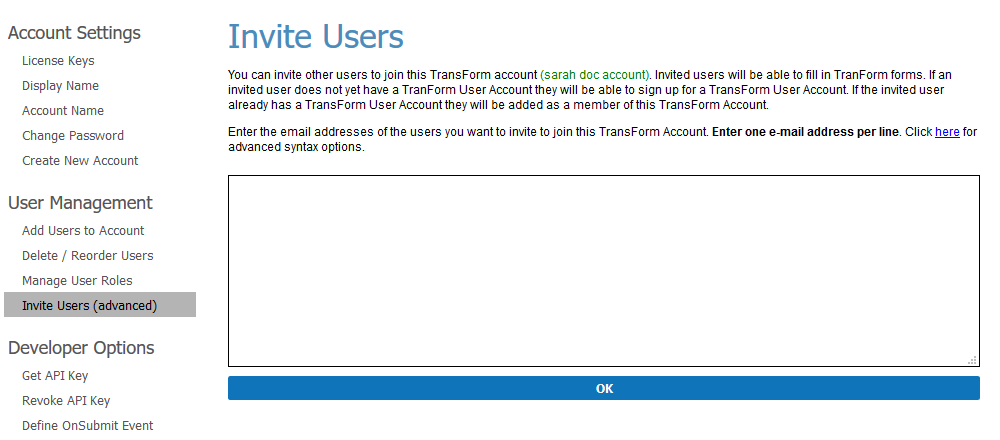 Account Settings
License Keys
Display Name
Account Name
Change Password
Create New Account
User Management
Add Users to Account
Delete / Reorder Users
Manage User Roles
Invite Users (advanced)
Developer Options
Get API Key
Revoke API Key
Define OnSubmit Event
Invite Users
You can invite other users to join this TransForm account (sarah doc account). Invited users will be able to fill in TranForm forms. If an
invited user does not yet have a TranForm User Account they will be able to sign up for a TransForm User Account. If the invited user
already has a TransForm User Account they will be added as a member of this TransForm Account.
Enter the email addresses of the users you want to invite to join this TransForm Account. Enter one e-mail address per line. Click here for
advanced syntax options.
OK